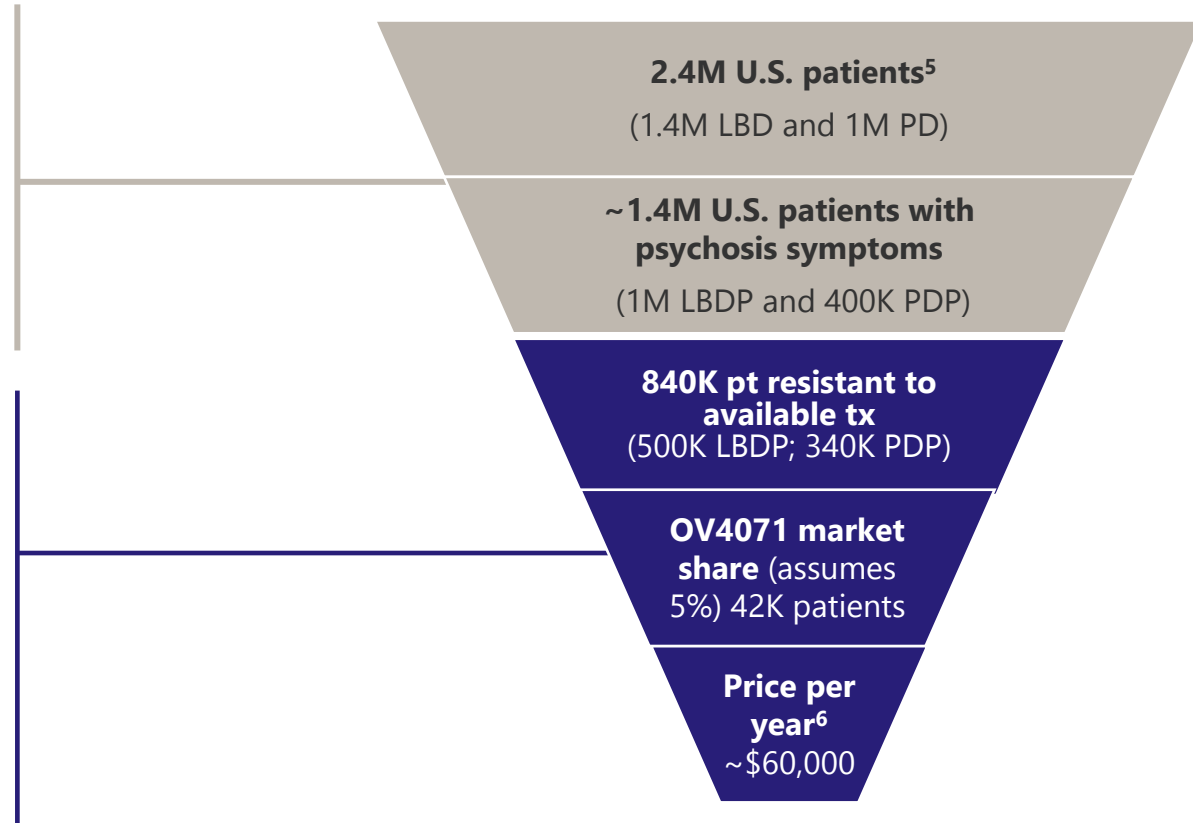 2.4M U.S. patients⁵
(1.4M LBD and 1M PD)
~1.4M U.S. patients with
psychosis symptoms
(1M LBDP and 400K PDP)
840K pt resistant to
available tx
(500K LBDP; 340K PDP)
OV4071 market
share (assumes
5%) 42K patients
Price per
year⁶
~$60,000